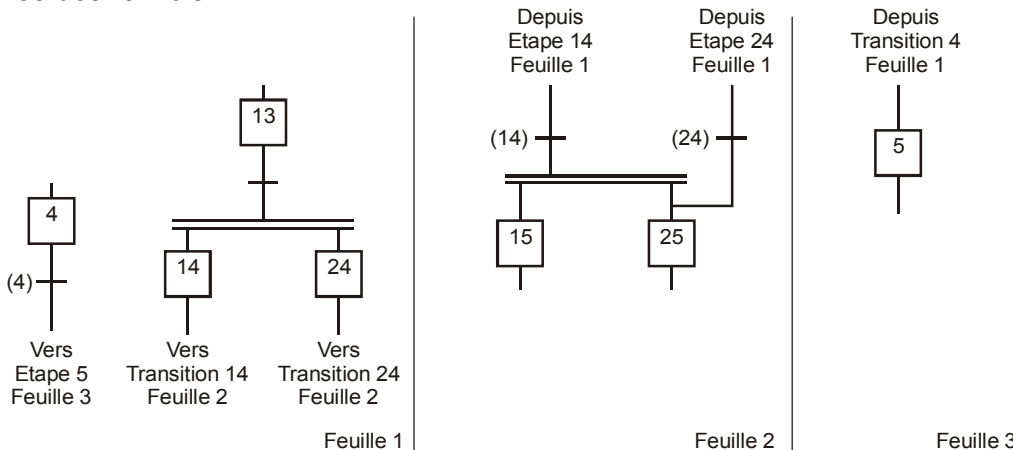 13
4
(4)
14
24
Vers
Etape 5
Feuille 3
Vers
Transition 14
Feuille 2
Vers
Transition 24
Feuille 2
Feuille 1
Depuis
Etape 14
Feuille 1
Depuis
Etape 24
Feuille 1
(14)
(24)
15
25
Feuille 2
Depuis
Transition 4
Feuille 1
5
Feuille 3